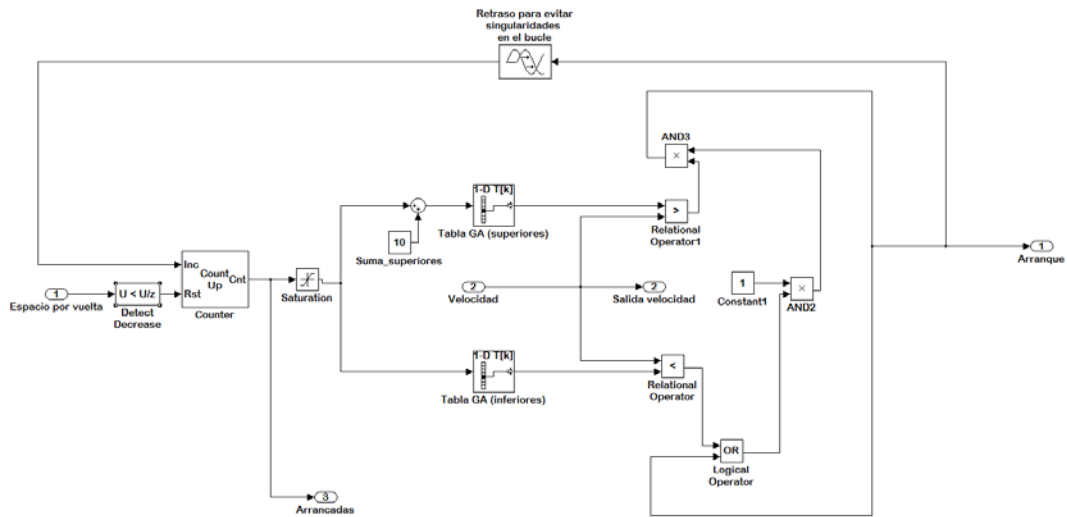 Retraso para evitar
singularidades
en el bucle
AND3
×
1-D T[k]
Tabla GA (superiores)
>
Relational
Operator1
10
Suma_superiores
Inc
Count
Up
Cnt
Rst
Counter
1
Espacio por vuelta
U < U/z
Detect
Decrease
Saturation
2
Velocidad
2
Salida velocidad
1
Constant1
×
AND2
1
Arranque
1-D T[k]
Tabla GA (inferiores)
<
Relational
Operator
OR
Logical
Operator
3
Arrancadas